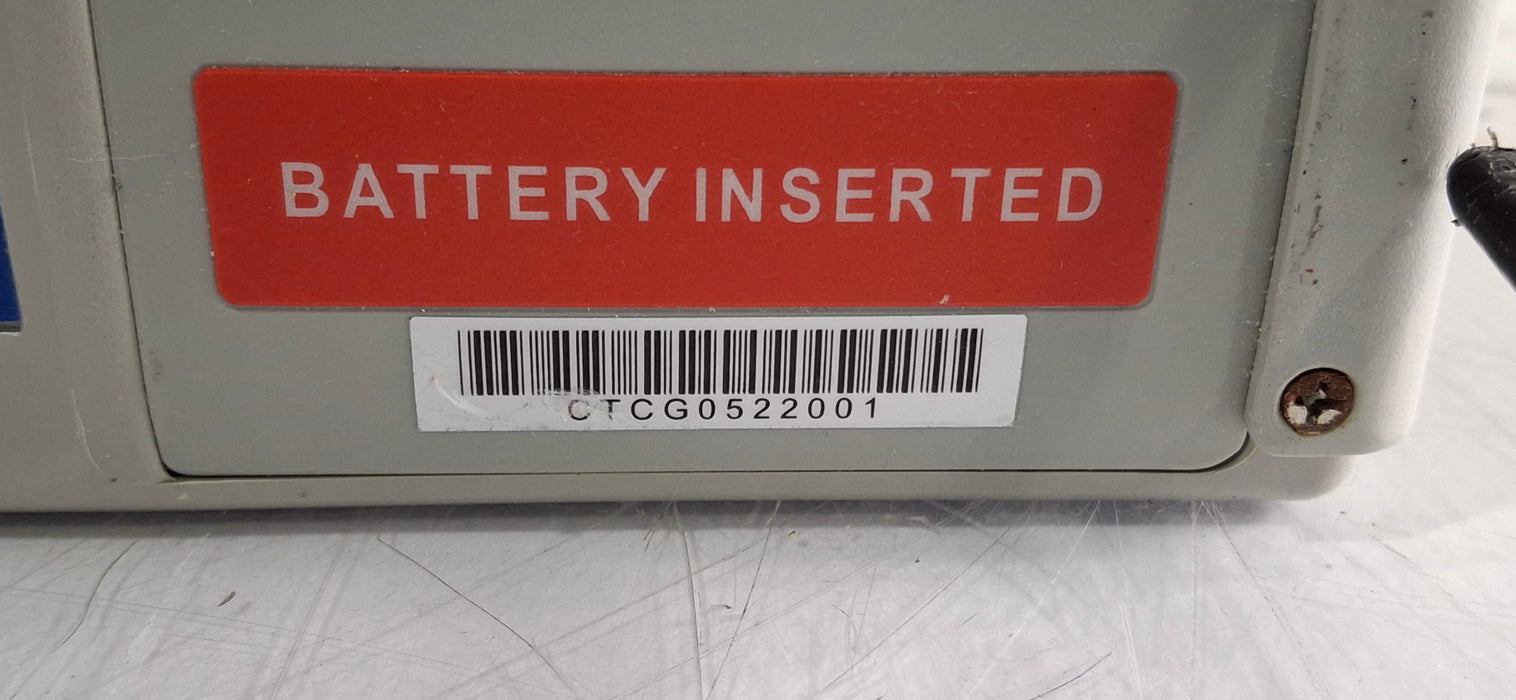 BATTERY INSERTED
CTCG0522001